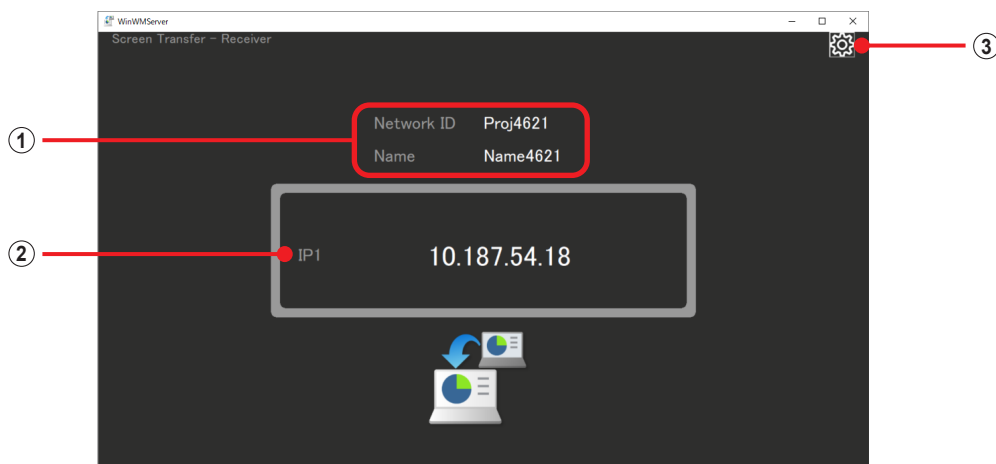 WinWMServer
Screen Transfer - Receiver
③
① Network ID Proj4621
Name Name4621
② IP1 10.187.54.18